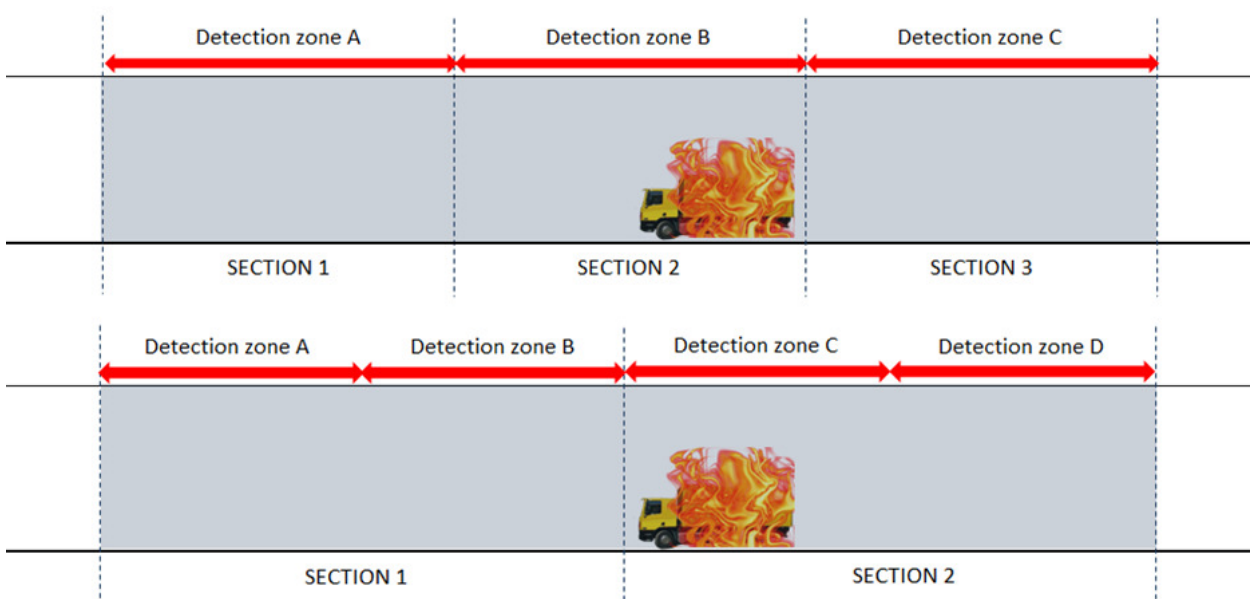 Detection zone A Detection zone B Detection zone C
SECTION 1 SECTION 2 SECTION 3
Detection zone A Detection zone B Detection zone C Detection zone D
SECTION 1 SECTION 2